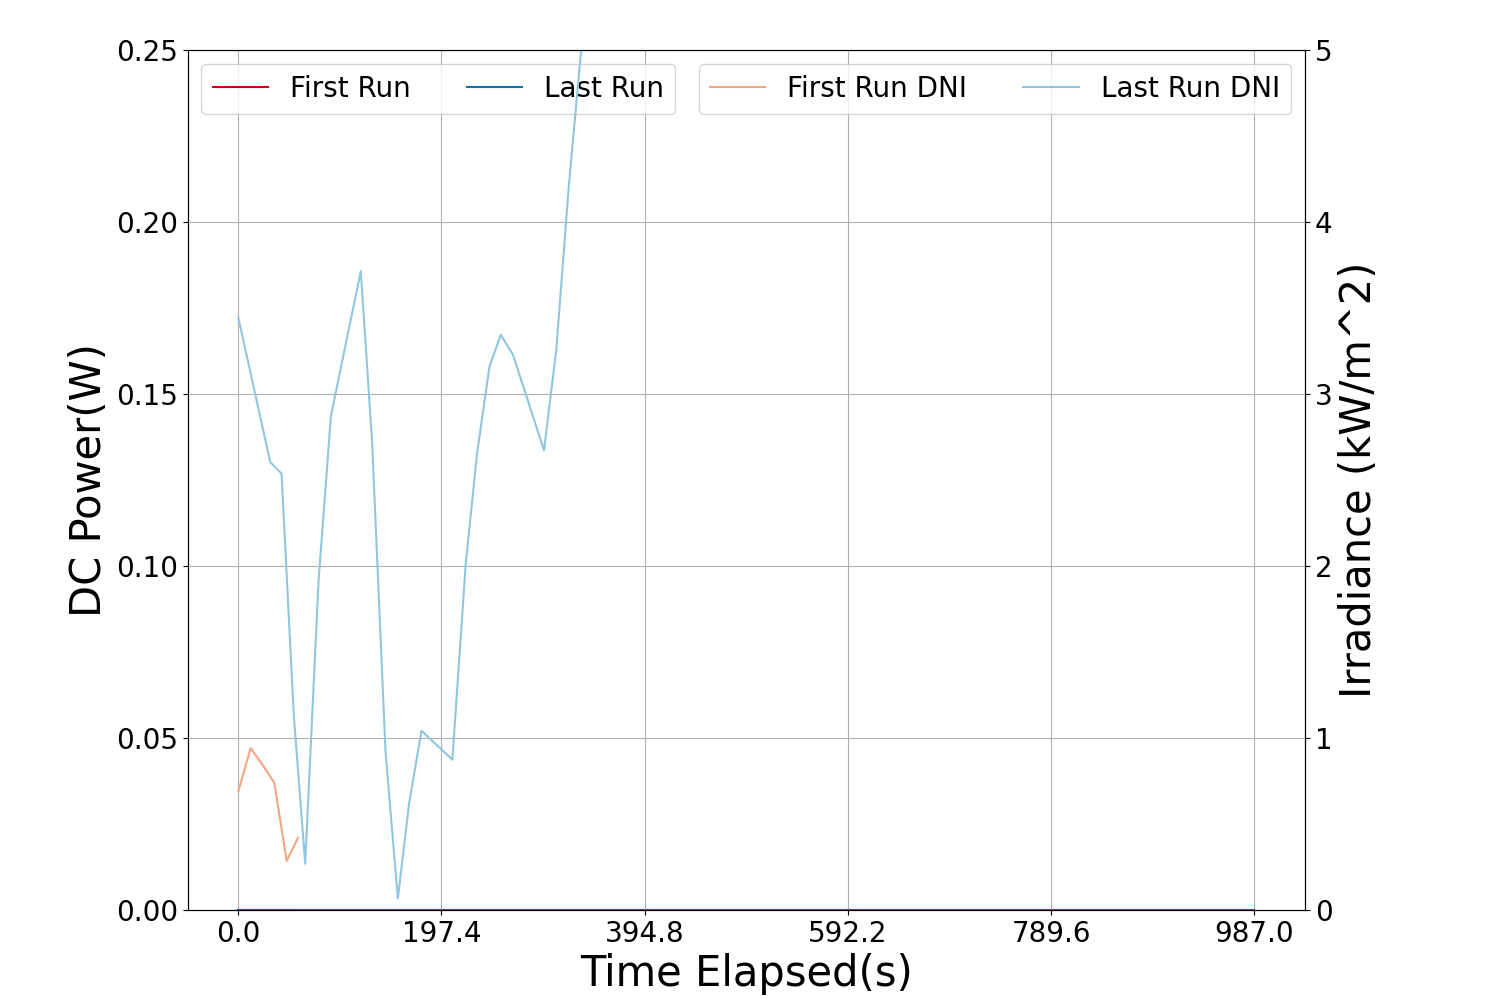 First Run Last Run First Run DNI Last Run DNI
DC Power(W)
0.25
0.20
0.15
0.10
0.05
0.00
5
4
3
2
1
0
Irradiance (kW/m^2)
0.0 197.4 394.8 592.2 789.6 987.0
Time Elapsed(s)